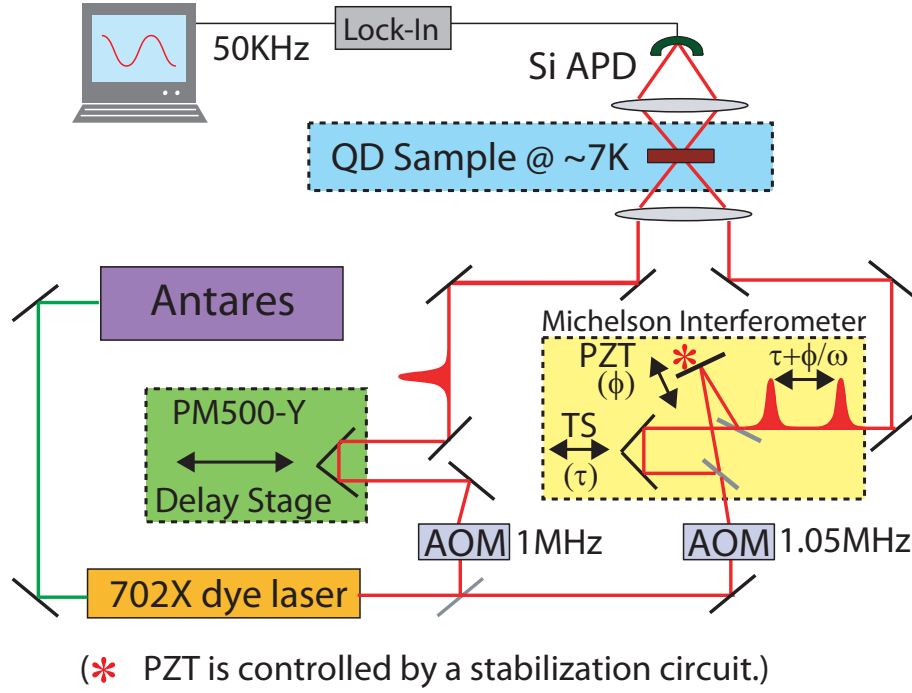 50KHz
Lock-In
Si APD
QD Sample @ ~7K
Antares
Michelson Interferometer
PZT *
(ϕ)
τ+ϕ/ω
PM500-Y
TS
(τ)
Delay Stage
AOM 1MHz
AOM 1.05MHz
702X dye laser
(* PZT is controlled by a stabilization circuit.)